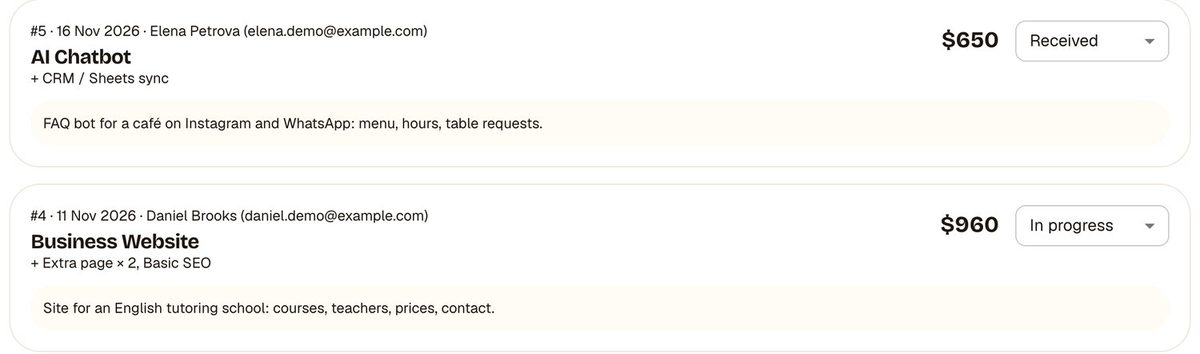 #5 · 16 Nov 2026 · Elena Petrova (elena.demo@example.com)
$650
Received
AI Chatbot
+ CRM / Sheets sync
FAQ bot for a café on Instagram and WhatsApp: menu, hours, table requests.
#4 · 11 Nov 2026 · Daniel Brooks (daniel.demo@example.com)
$960
In progress
Business Website
+ Extra page × 2, Basic SEO
Site for an English tutoring school: courses, teachers, prices, contact.